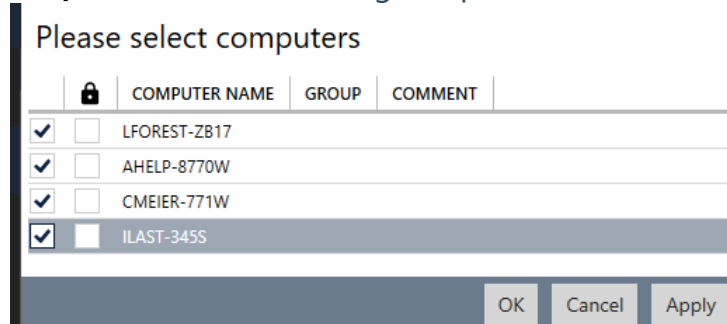 Please select computers
COMPUTER NAME GROUP COMMENT
LFOREST-ZB17
AHELP-8770W
CMEIER-771W
ILAST-345S
OK Cancel Apply